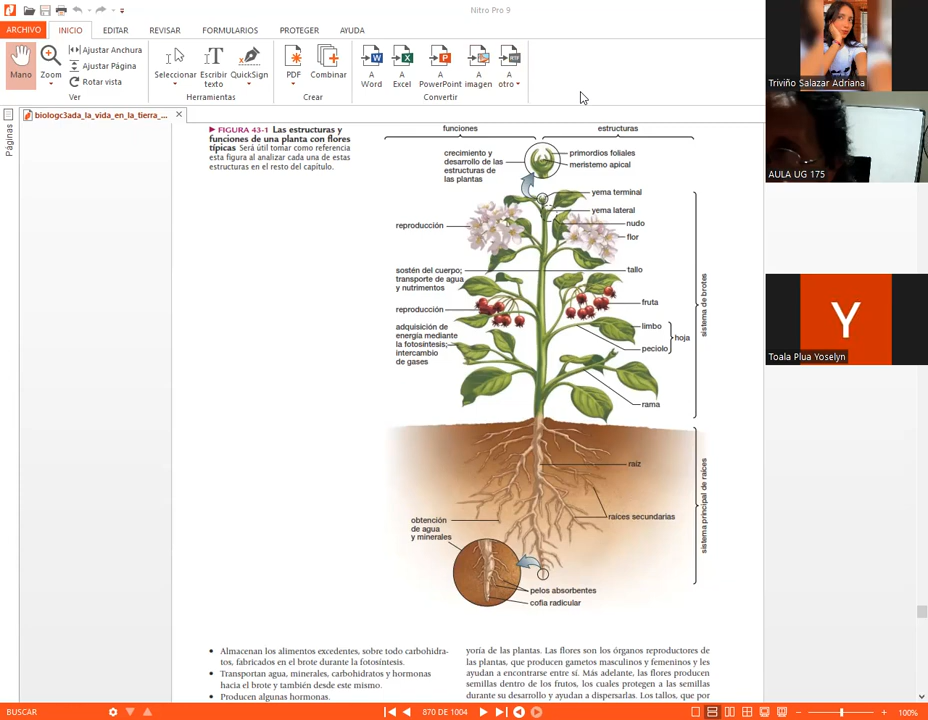 Nitro Pro 9
ARCHIVO
INICIO
EDITAR
REVISAR
FORMULARIOS
PROTEGER
AYUDA
Mano
Zoom
Ajustar Anchura
Ajustar Página
Rotar vista
Ver
Seleccionar
Escribir texto
QuickSign
Herramientas
PDF
Combinar
Crear
A Word
A Excel
A PowerPoint
A imagen
A otro
Convertir
biologc3ada_la_vida_en_la_tierra_...
Páginas
FIGURA 43-1 Las estructuras y
funciones de una planta con flores
típicas Será útil tomar como referencia
esta figura al analizar cada una de estas
estructuras en el resto del capítulo.
funciones
estructuras
crecimiento y
desarrollo de las
estructuras de
las plantas
primordios foliales
meristemo apical
yema terminal
yema lateral
nudo
flor
reproducción
sostén del cuerpo;
transporte de agua
y nutrimentos
tallo
fruta
reproducción
adquisición de
energía mediante
la fotosíntesis;
intercambio
de gases
limbo
hoja
peciolo
rama
sistema de brotes
raíz
raíces secundarias
obtención
de agua
y minerales
pelos absorbentes
cofia radicular
sistema principal de raíces
• Almacenan los alimentos excedentes, sobre todo carbohidra-
tos, fabricados en el brote durante la fotosíntesis.
• Transportan agua, minerales, carbohidratos y hormonas
hacia el brote y también desde este mismo.
• Producen algunas hormonas.
yoría de las plantas. Las flores son los órganos reproductores de
las plantas, que producen gametos masculinos y femeninos y les
ayudan a encontrarse entre sí. Más adelante, las flores producen
semillas dentro de los frutos, los cuales protegen a las semillas
durante su desarrollo y ayudan a dispersarlas. Los tallos, que por
BUSCAR
870 DE 1004
100%
Triviño Salazar Adriana
AULA UG 175
Y
Toala Plua Yoselyn